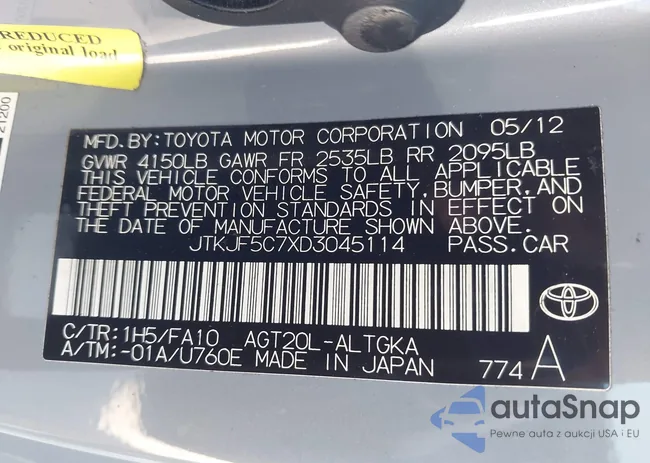 REDUCED
original load
21200
MFD. BY: TOYOTA MOTOR CORPORATION 05/12
GVWR 4150LB GAWR FR 2535LB RR 2095LB
THIS VEHICLE CONFORMS TO ALL APPLICABLE
FEDERAL MOTOR VEHICLE SAFETY, BUMPER, AND
THEFT PREVENTION STANDARDS IN EFFECT ON
THE DATE OF MANUFACTURE SHOWN ABOVE.
JTKJF5C7XD3045114 PASS. CAR
C/TR: 1H5/FA10 AGT20L-ALTGKA
A/TM: -01A/U760E MADE IN JAPAN 774 A
autaSnap
Pewne auta z aukcji USA i EU